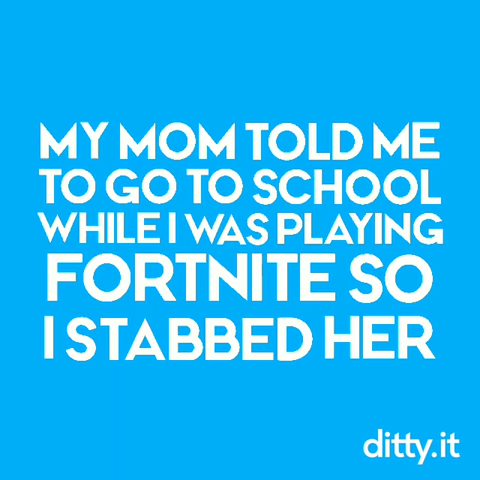 MY MOM TOLD ME
TO GO TO SCHOOL
WHILE I WAS PLAYING
FORTNITE SO
I STABBED HER
ditty.it